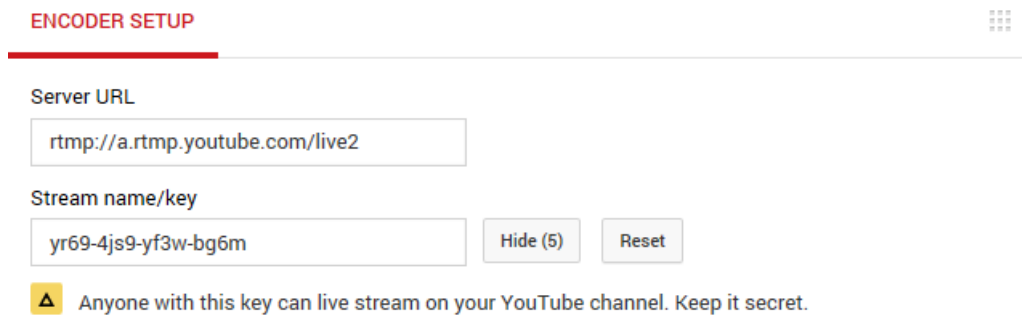 ENCODER SETUP
Server URL
rtmp://a.rtmp.youtube.com/live2
Stream name/key
yr69-4js9-yf3w-bg6m
Hide (5)
Reset
Anyone with this key can live stream on your YouTube channel. Keep it secret.